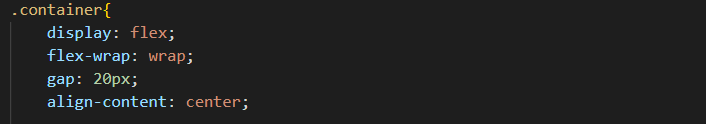 .container{
display: flex;
flex-wrap: wrap;
gap: 20px;
align-content: center;